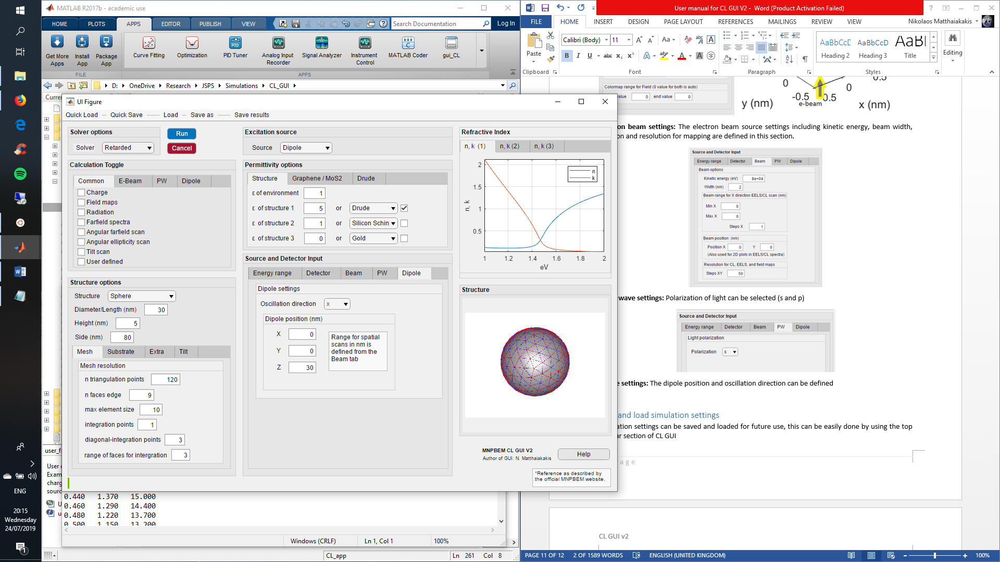 MATLAB R2017b - academic use
HOME PLOTS APPS EDITOR PUBLISH VIEW
Search Documentation
Log In
Get More Apps
Install App
Package App
Curve Fitting
Optimization
PID Tuner
Analog Input Recorder
Signal Analyzer
Instrument Control
MATLAB Coder
gui_CL
FILE
APPS
D: OneDrive Research JSPS Simulations CL_GUI
UI Figure
Quick Load -- Quick Save ------ Load -- Save as ------ Save results
Solver options
Solver Retarded
Run
Cancel
Calculation Toggle
Common E-Beam PW Dipole
Charge
Field maps
Radiation
Farfield spectra
Angular farfield scan
Angular ellipticity scan
Tilt scan
User defined
Structure options
Structure Sphere
Diameter/Length (nm) 30
Height (nm) 5
Side (nm) 80
Mesh Substrate Extra Tilt
Mesh resolution
n triangulation points 120
n faces edge 9
max element size 10
integration points 1
diagonal-integration points 3
range of faces for intergration 3
Excitation source
Source Dipole
Permittivity options
Structure Graphene / MoS2 Drude
ε of environment 1
ε of structure 1 5 or Drude
ε of structure 2 1 or Silicon Schin
ε of structure 3 0 or Gold
Source and Detector Input
Energy range Detector Beam PW Dipole
Dipole settings
Oscillation direction x
Dipole position (nm)
X 0
Y 0
Z 30
Range for spatial
scans in nm is
defined from the
Beam tab
Refractive Index
n, k (1) n, k (2) n, k (3)
2
1.5
1
0.5
n, k
n
k
1 1.2 1.4 1.6 1.8 2
eV
Structure
MNPBEM CL GUI V2
Author of GUI: N. Matthaiakakis
Help
*Reference as described by
the official MNPBEM website.
0.440 1.370 15.000
0.460 1.290 14.400
0.480 1.220 13.700
0.500 1.150 13.200
Windows (CRLF) Ln 1, Col 1 100%
CL_app Ln 261 Col 8
ENG
20:15
Wednesday
24/07/2019
1
User manual for CL GUI V2 - Word (Product Activation Failed)
FILE HOME INSERT DESIGN PAGE LAYOUT REFERENCES MAILINGS REVIEW VIEW
Nikolaos Matthaiakakis
Paste
Calibri (Body) 11
Clipboard Font Paragraph Styles
AaBbCcD AaBbCcD
Heading 2 Heading 3 Title
Editing
Colormap range for Field (0 value for both is auto)
value 0 end value 0
0 -0.5 0.5 0
y (nm) e-beam x (nm)
beam settings: The electron beam source settings including kinetic energy, beam width,
and resolution for mapping are defined in this section.
Source and Detector Input
Energy range Detector Beam PW Dipole
Beam options
Kinetic energy (eV) 8e+04
Width (nm) 2
Beam range for X direction EELS/CL scan (nm)
Min X 0
Max X 0
Steps X 1
Beam position (nm)
Position X 0 Y 0
(Also used for 2D plots in EELS/CL spectra)
Resolution for CL, EELS, and field maps
Steps XY 50
wave settings: Polarization of light can be selected (s and p)
Source and Detector Input
Energy range Detector Beam PW Dipole
Light polarization
Polarization s
settings: The dipole position and oscillation direction can be defined
and load simulation settings
settings can be saved and loaded for future use, this can be easily done by using the top
section of CL GUI
CL GUI v2
PAGE 11 OF 12 2 OF 1589 WORDS ENGLISH (UNITED KINGDOM) 100%